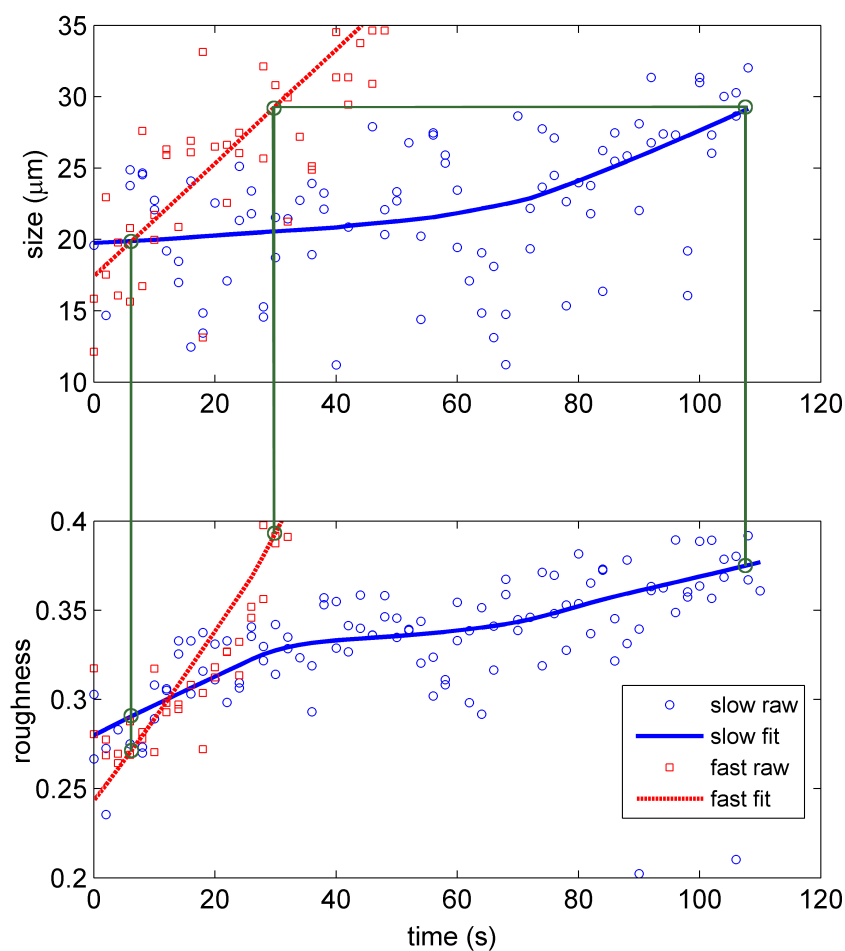 35
30
25
20
15
10
size (μm)
0 20 40 60 80 100 120
0.4
0.35
0.3
0.25
0.2
roughness
slow raw
slow fit
fast raw
fast fit
0 20 40 60 80 100 120
time (s)